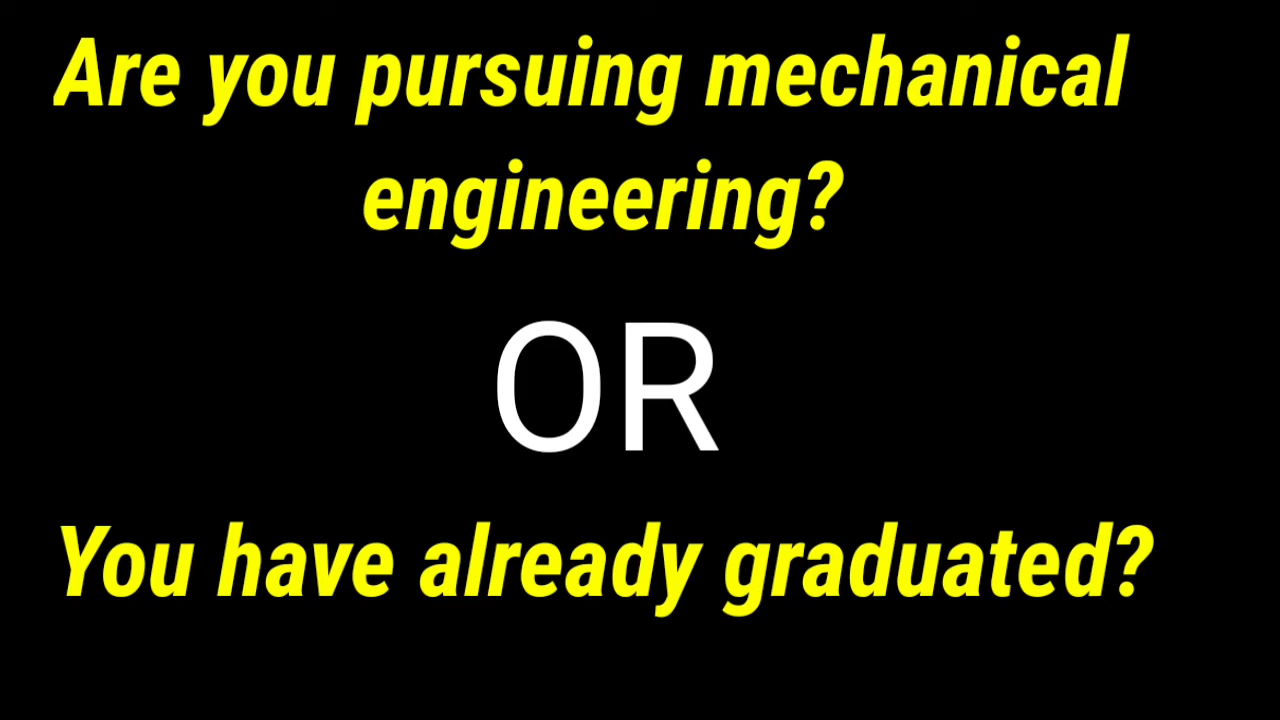 Are you pursuing mechanical
engineering?
OR
You have already graduated?